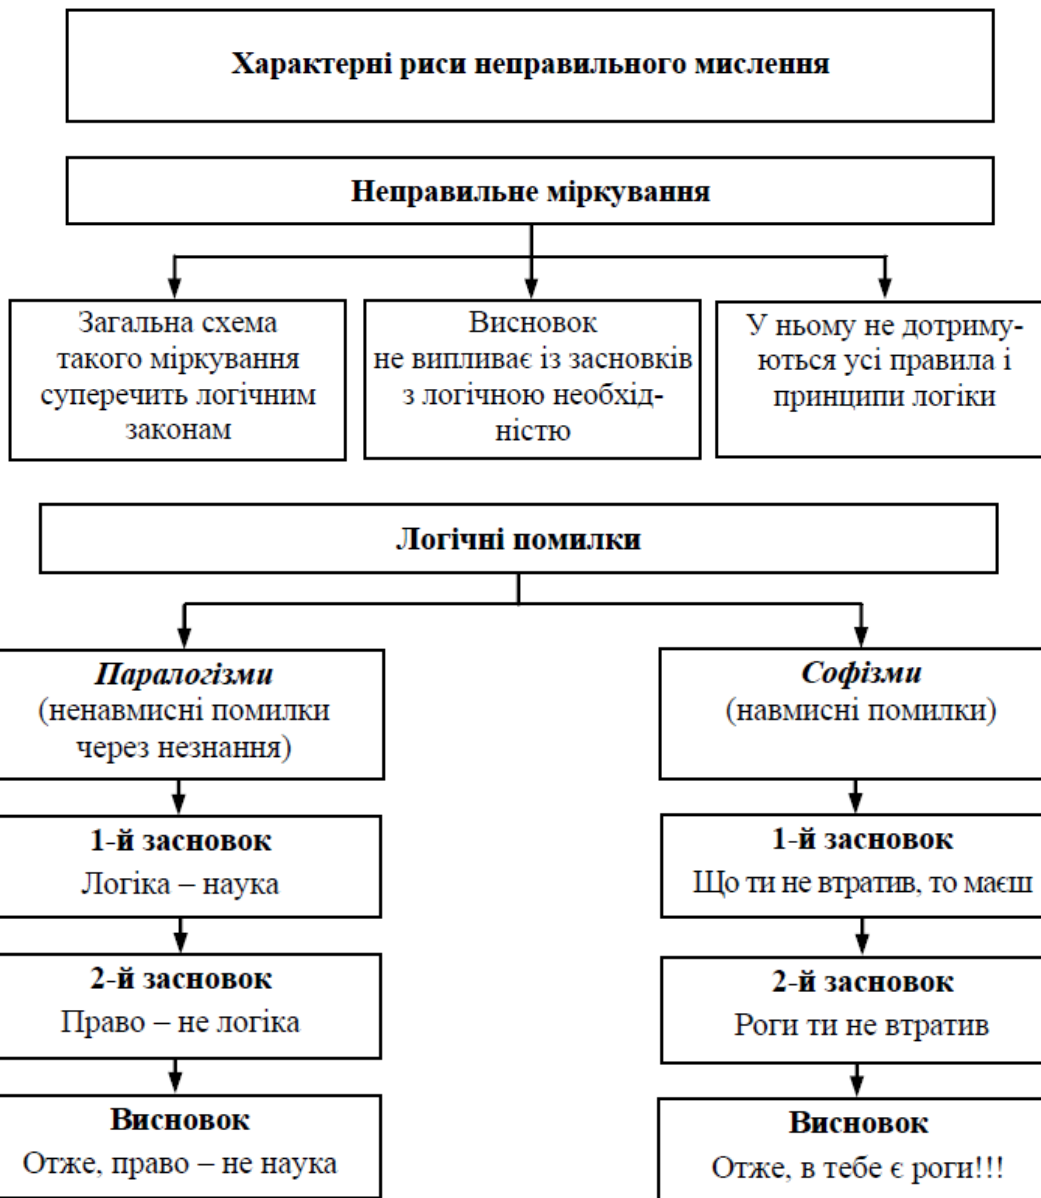 Характерні риси неправильного мислення
Неправильне міркування
Загальна схема
такого міркування
суперечить логічним
законам
Висновок
не випливає із засновків
з логічною необхід-
ністю
У ньому не дотриму-
ються усі правила і
принципи логіки
Логічні помилки
Паралогізми
(ненавмисні помилки
через незнання)
1-й засновок
Логіка – наука
2-й засновок
Право – не логіка
Висновок
Отже, право – не наука
Софізми
(навмисні помилки)
1-й засновок
Що ти не втратив, то маєш
2-й засновок
Роги ти не втратив
Висновок
Отже, в тебе є роги!!!